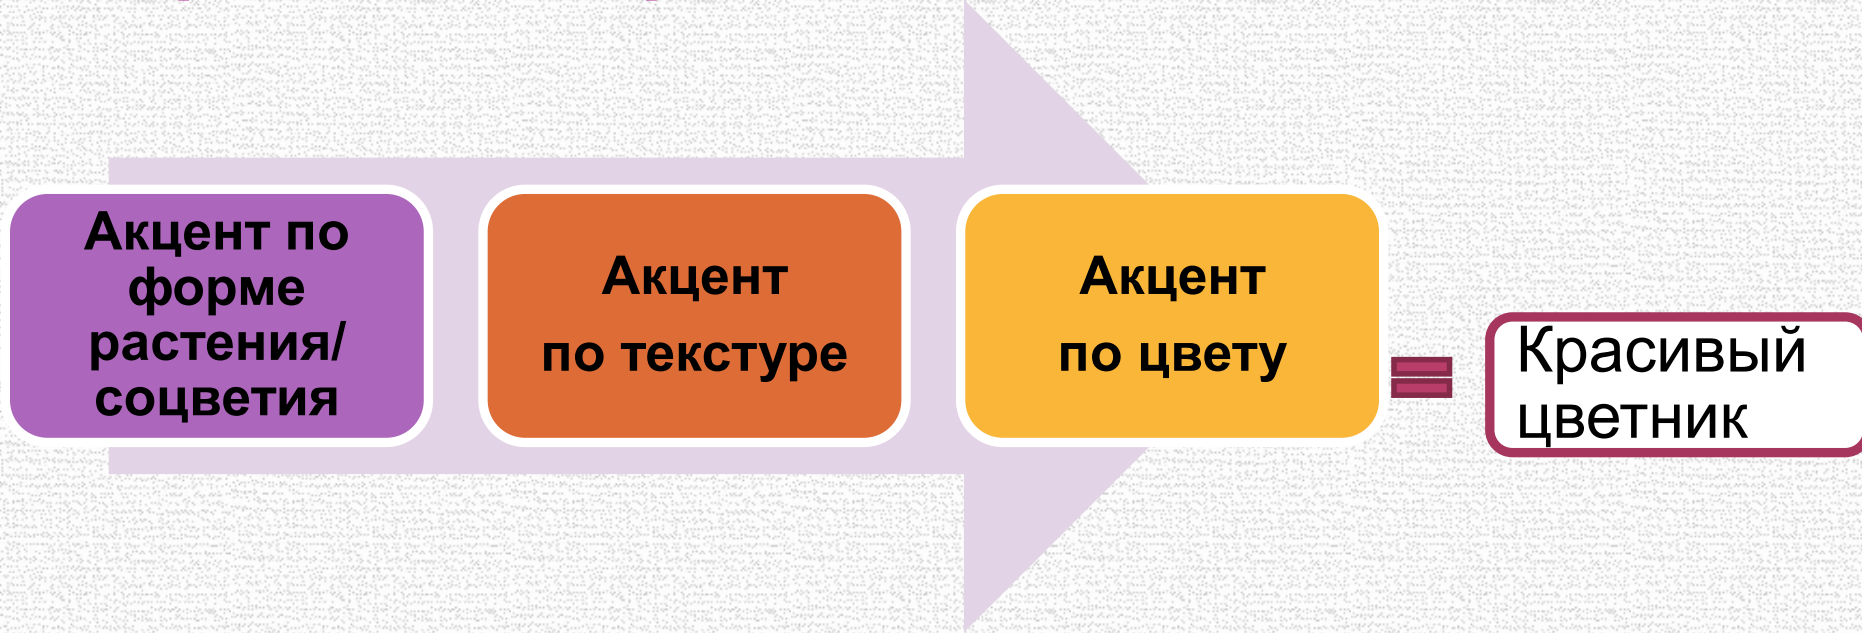 Акцент по
форме
растения/
соцветия
Акцент
по текстуре
Акцент
по цвету
Красивый
цветник